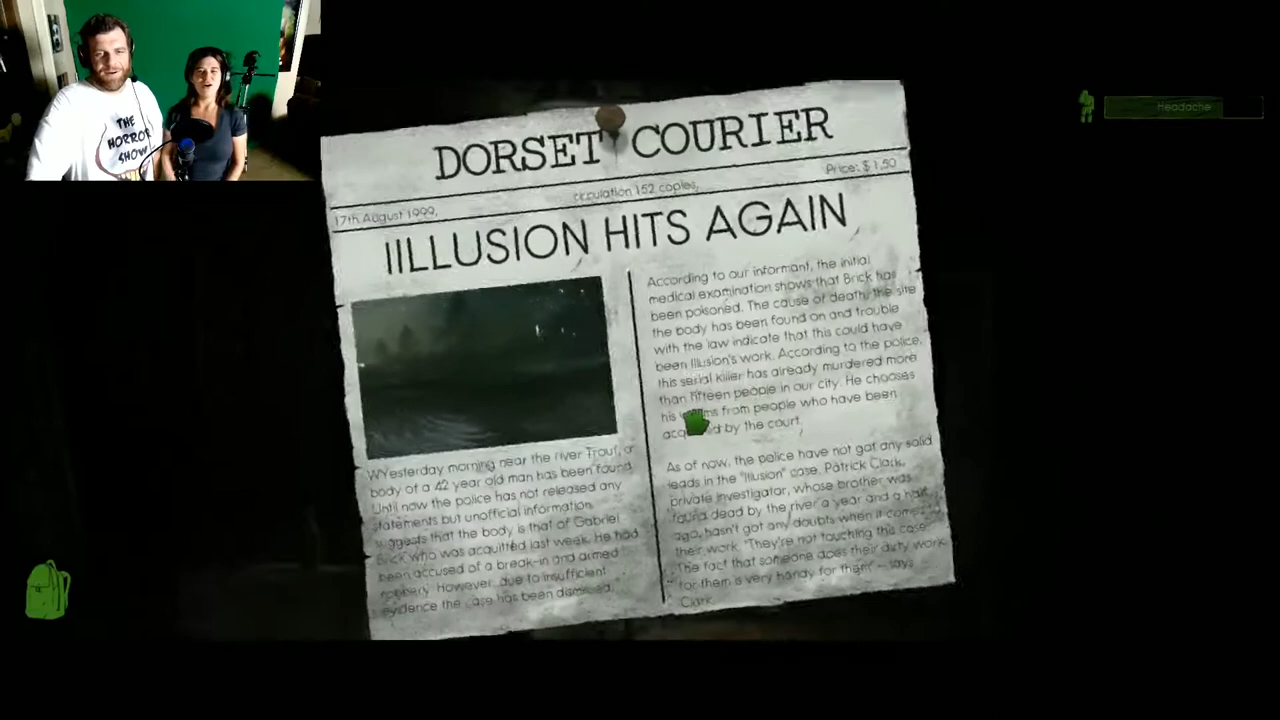 THE
HORROR
SHOW
Headache
DORSET COURIER
17th August 1999,
circulation 152 copies,
Price: $ 1,50
IILLUSION HITS AGAIN
WYesterday morning near the river Trouf, a
body of a 42 year old man has been found.
Until now the police has not released any
statements but unofficial information
suggests that the body is that of Gabriel
Brick who was acquitted last week. He had
been accused of a break-in and armed
robbery. However, due to insufficient
evidence the case has been dismissed.
According to our informant, the initial
medical examination shows that Brick has
been poisoned. The cause of death, the site
the body has been found on and trouble
with the law indicate that this could have
been Illusion's work. According to the police,
this serial killer has already murdered more
than fifteen people in our city. He chooses
his from people who have been
by the court.
As of now, the police have not got any solid
leads in the "Illusion" case. Patrick Clark,
private investigator, whose brother was
found dead by the river a year and a half
ago, hasn't got any doubts when it comes
their work. "They're not touching this case.
The fact that someone does their dirty work
for them is very handy for them" - says
Clark.